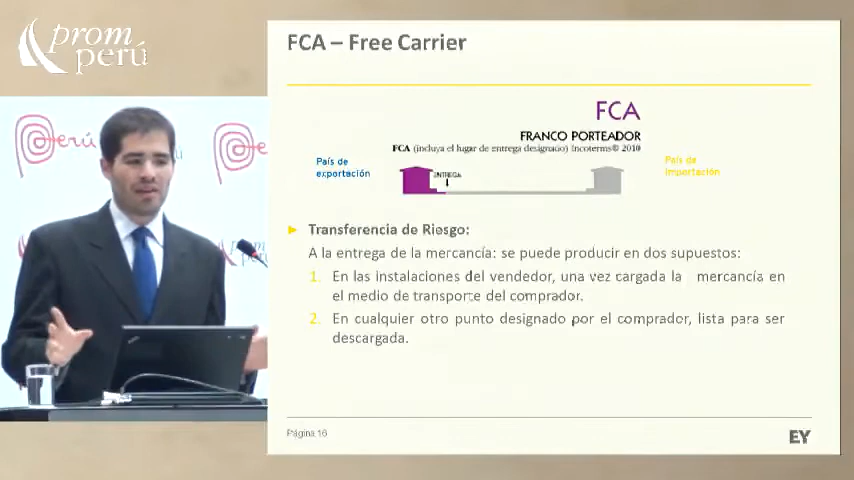 prom
perú
Perú
Pe
FCA – Free Carrier
FCA
FRANCO PORTEADOR
FCA (incluya el lugar de entrega designado) Incoterms® 2010
País de
exportación
ENTREGA
País de
importación
► Transferencia de Riesgo:
A la entrega de la mercancía: se puede producir en dos supuestos:
1. En las instalaciones del vendedor, una vez cargada la mercancía en
el medio de transporte del comprador.
2. En cualquier otro punto designado por el comprador, lista para ser
descargada.
Página 16
EY